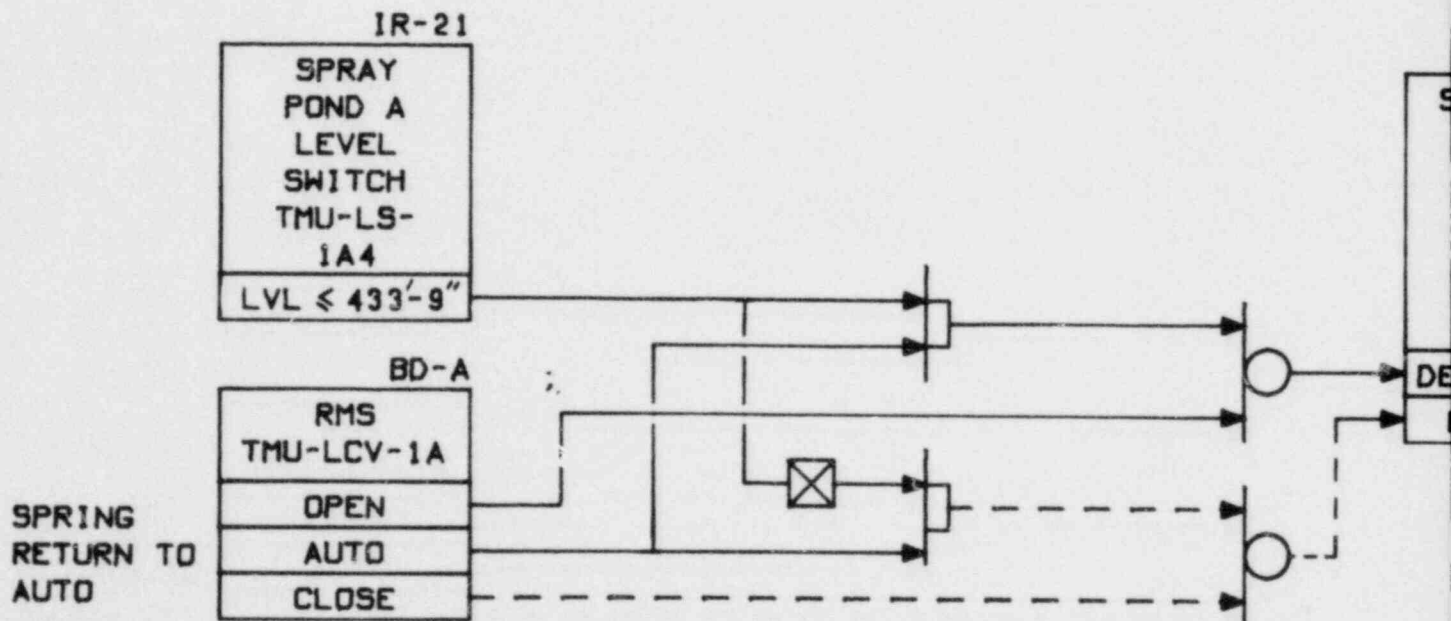 IR-21
SPRAY
POND A
LEVEL
SWITCH
TMU-LS-
1A4
LVL ≤ 433'-9"
BD-A
RMS
TMU-LCV-1A
OPEN
AUTO
CLOSE
SPRING
RETURN TO
AUTO
S
DE